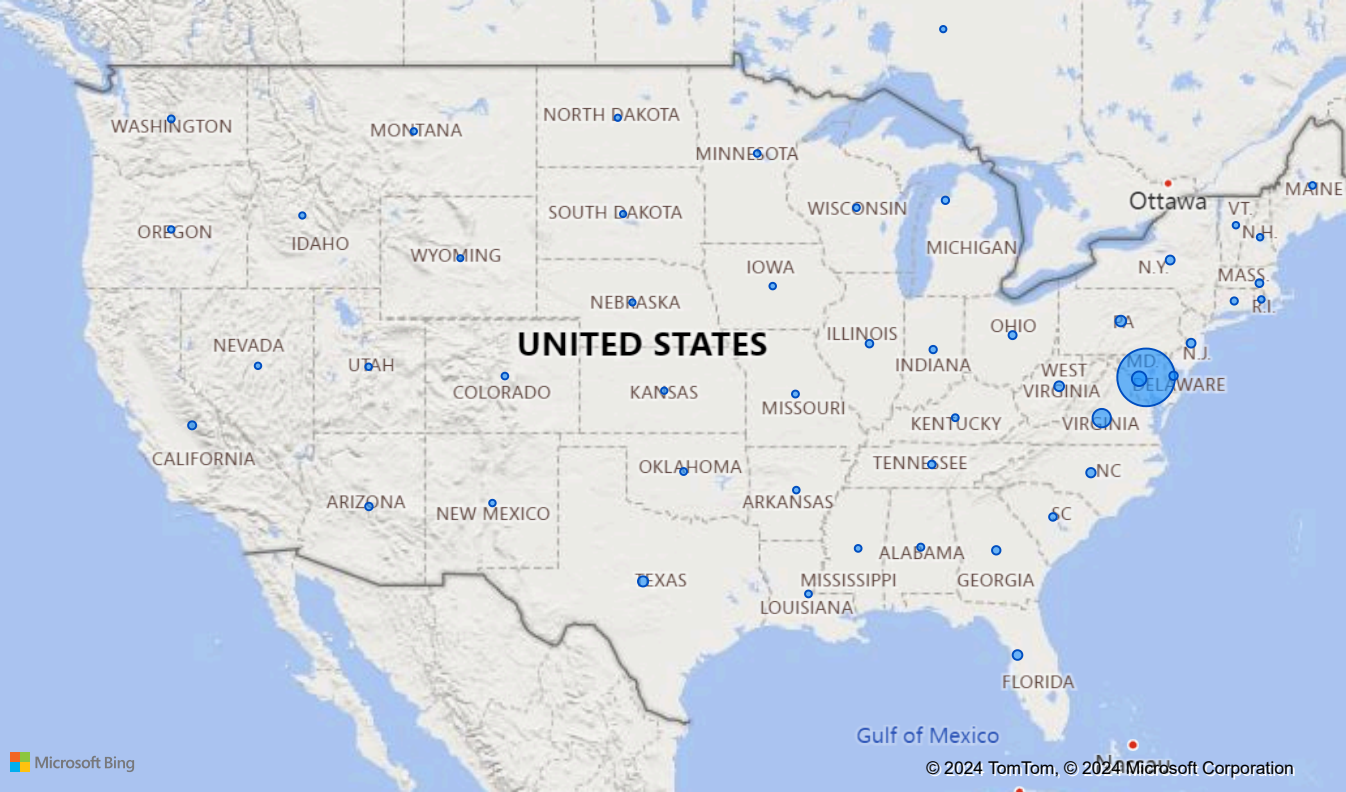 NORTH DAKOTA
WASHINGTON
MONTANA
MINNESOTA
MAINE
Ottawa
SOUTH DAKOTA
WISCONSIN
VT.
OREGON
N.H.
IDAHO
MICHIGAN
WYOMING
IOWA
N.Y.
MASS.
NEBRASKA
R.I.
PA
OHIO
ILLINOIS
UNITED STATES
NEVADA
N.J.
MD.
UTAH
INDIANA
WEST
VIRGINIA
DELAWARE
COLORADO
KANSAS
MISSOURI
KENTUCKY
VIRGINIA
CALIFORNIA
TENNESSEE
OKLAHOMA
NC
ARIZONA
ARKANSAS
NEW MEXICO
SC
ALABAMA
TEXAS
MISSISSIPPI
GEORGIA
LOUISIANA
FLORIDA
Gulf of Mexico
Nassau
Microsoft Bing
© 2024 TomTom, © 2024 Microsoft Corporation